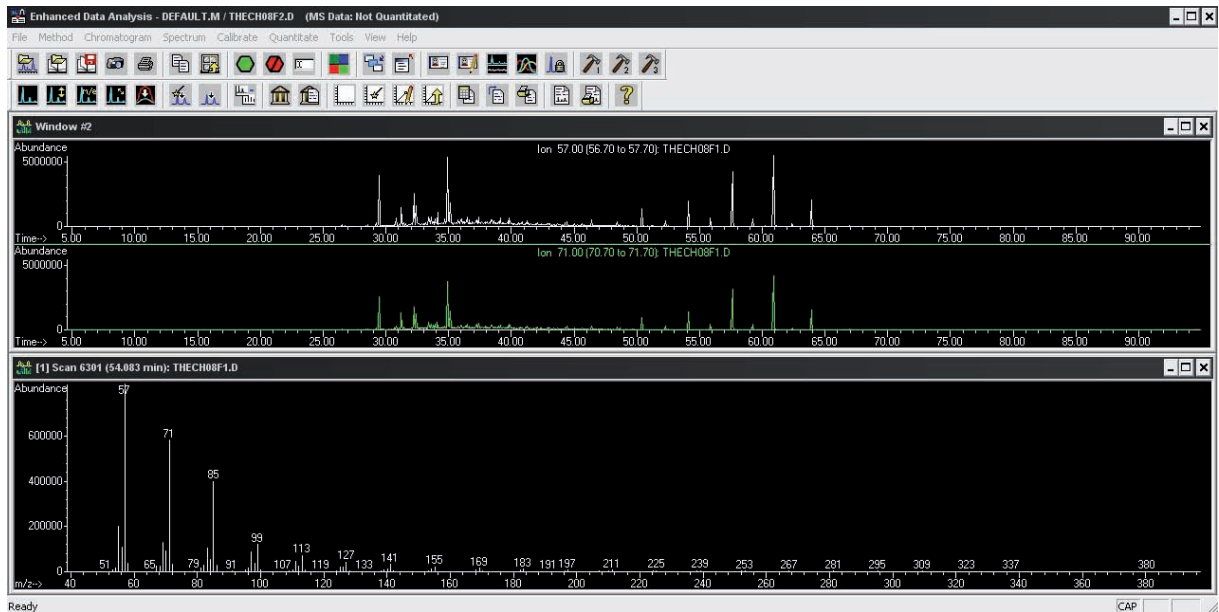 Enhanced Data Analysis - DEFAULT.M / THECH08F2.D (MS Data: Not Quantitated)
File Method Chromatogram Spectrum Calibrate Quantitate Tools View Help
Window #2
Abundance
Ion 57.00 (56.70 to 57.70): THECH08F1.D
5000000
0
Time--> 5.00 10.00 15.00 20.00 25.00 30.00 35.00 40.00 45.00 50.00 55.00 60.00 65.00 70.00 75.00 80.00 85.00 90.00
Abundance
Ion 71.00 (70.70 to 71.70): THECH08F1.D
5000000
0
Time--> 5.00 10.00 15.00 20.00 25.00 30.00 35.00 40.00 45.00 50.00 55.00 60.00 65.00 70.00 75.00 80.00 85.00 90.00
[1] Scan 6301 (54.083 min): THECH08F1.D
Abundance
57
600000
71
400000
85
200000
99
113
127 141 155 169 183 191 197 211 225 239 253 267 281 295 309 323 337 380
51 65 79 91 107 119 133
0
m/z--> 40 60 80 100 120 140 160 180 200 220 240 260 280 300 320 340 360 380
Ready
CAP